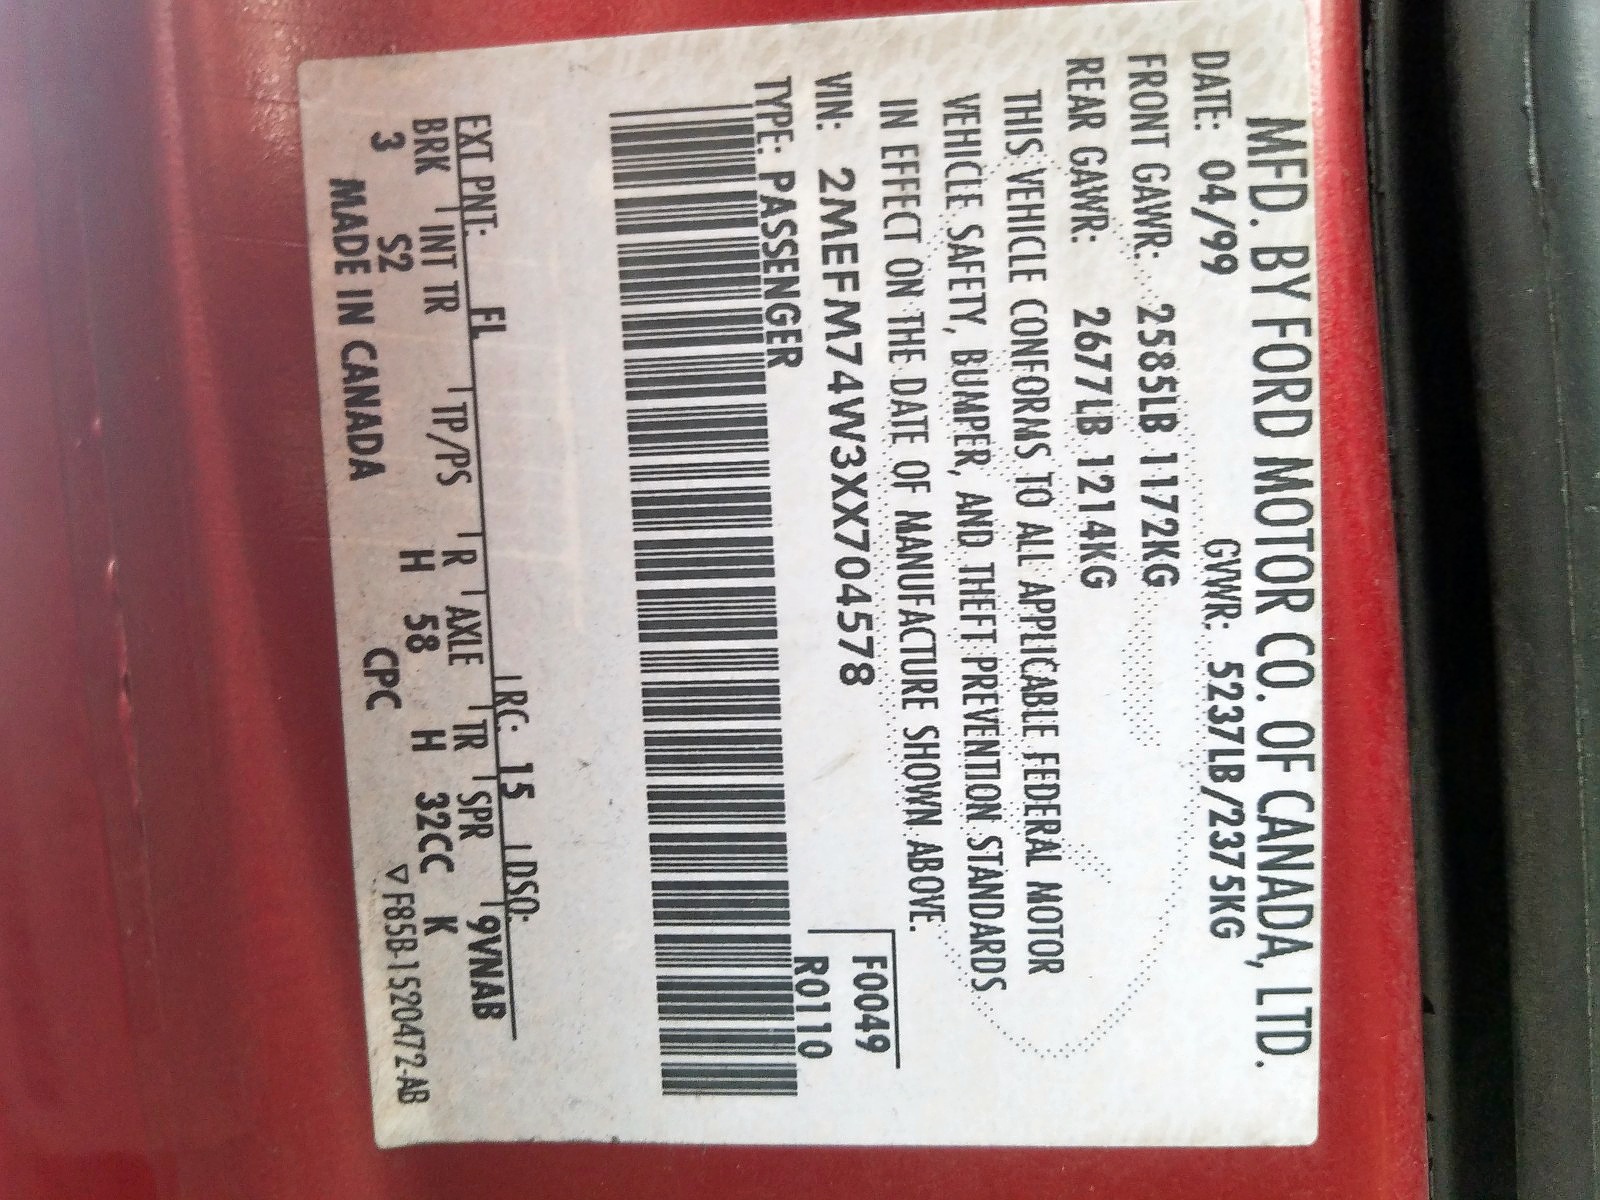 MFD. BY FORD MOTOR CO. OF CANADA, LTD.
DATE: 04/99 GVWR: 5237LB/2375KG
FRONT GAWR: 2585LB 1172KG
REAR GAWR: 2677LB 1214KG
THIS VEHICLE CONFORMS TO ALL APPLICABLE FEDERAL MOTOR
VEHICLE SAFETY, BUMPER, AND THEFT PREVENTION STANDARDS
IN EFFECT ON THE DATE OF MANUFACTURE SHOWN ABOVE.
VIN: 2MEFM74W3XX704578 F0049
TYPE: PASSENGER R0110
EXT PNT: FL RC: 15 DSO:
BRK INT TR TP/PS R AXLE TR SPR 9VNAB
3 S2 H 58 H 32CC K
MADE IN CANADA CPC F85B-1520472-AB